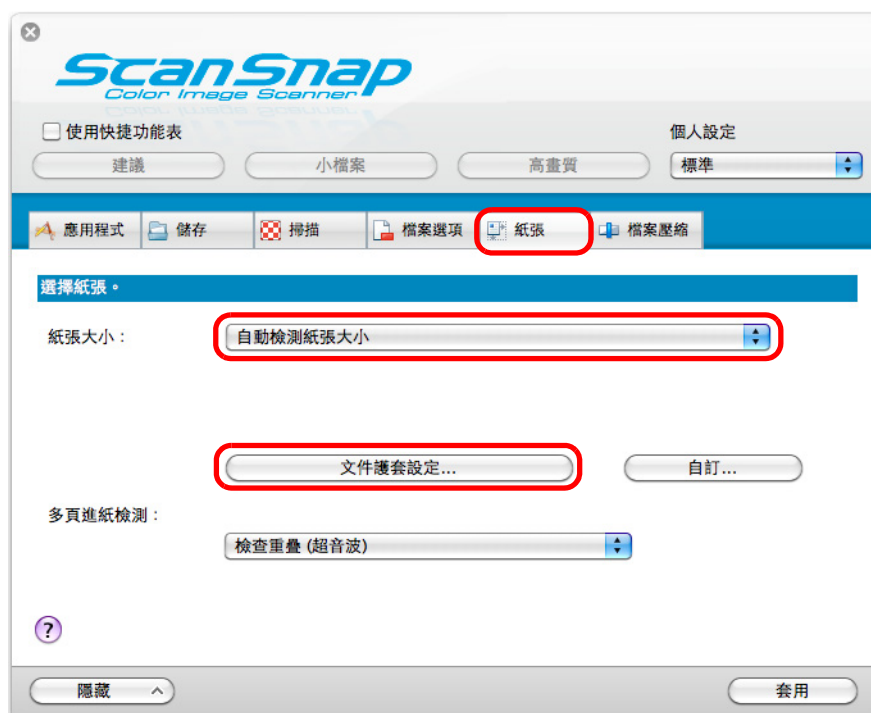 ScanSnap
Color Image Scanner
使用快捷功能表
個人設定
建議
小檔案
高畫質
標準
應用程式
儲存
掃描
檔案選項
紙張
檔案壓縮
選擇紙張。
紙張大小：
自動檢測紙張大小
文件護套設定...
自訂...
多頁進紙檢測：
檢查重疊 (超音波)
?
隱藏
套用